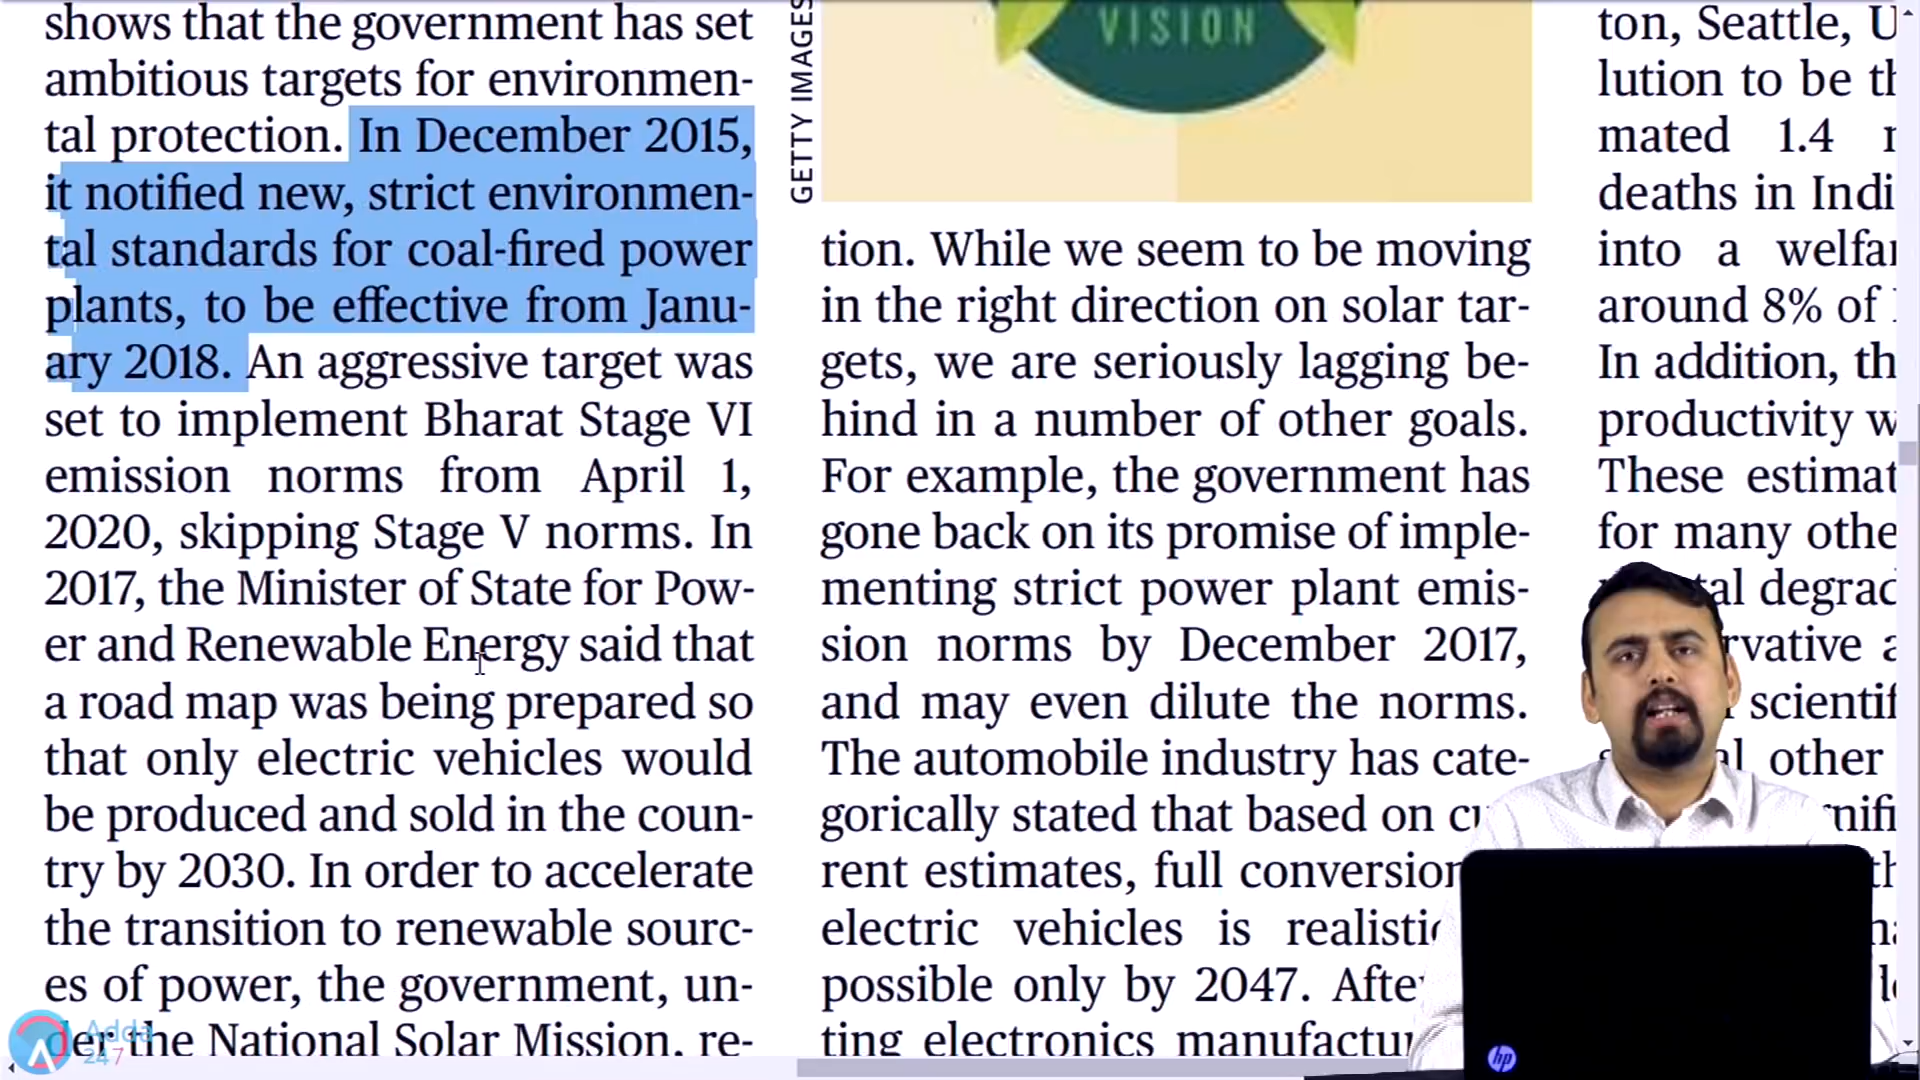 shows that the government has set
ambitious targets for environmen-
tal protection. In December 2015,
it notified new, strict environmen-
tal standards for coal-fired power
plants, to be effective from Janu-
ary 2018. An aggressive target was
set to implement Bharat Stage VI
emission norms from April 1,
2020, skipping Stage V norms. In
2017, the Minister of State for Pow-
er and Renewable Energy said that
a road map was being prepared so
that only electric vehicles would
be produced and sold in the coun-
try by 2030. In order to accelerate
the transition to renewable sourc-
es of power, the government, un-
der the National Solar Mission, re-
VISION
GETTY IMAGES
tion. While we seem to be moving
in the right direction on solar tar-
gets, we are seriously lagging be-
hind in a number of other goals.
For example, the government has
gone back on its promise of imple-
menting strict power plant emis-
sion norms by December 2017,
and may even dilute the norms.
The automobile industry has cate-
gorically stated that based on
rent estimates, full conversion
electric vehicles is
possible only by 2047.
ting electronics
ton, Seattle,
lution to be
mated 1.4
deaths in
into a
around 8% of
In addition,
productivity
These
for many
other
hp
Adda
247